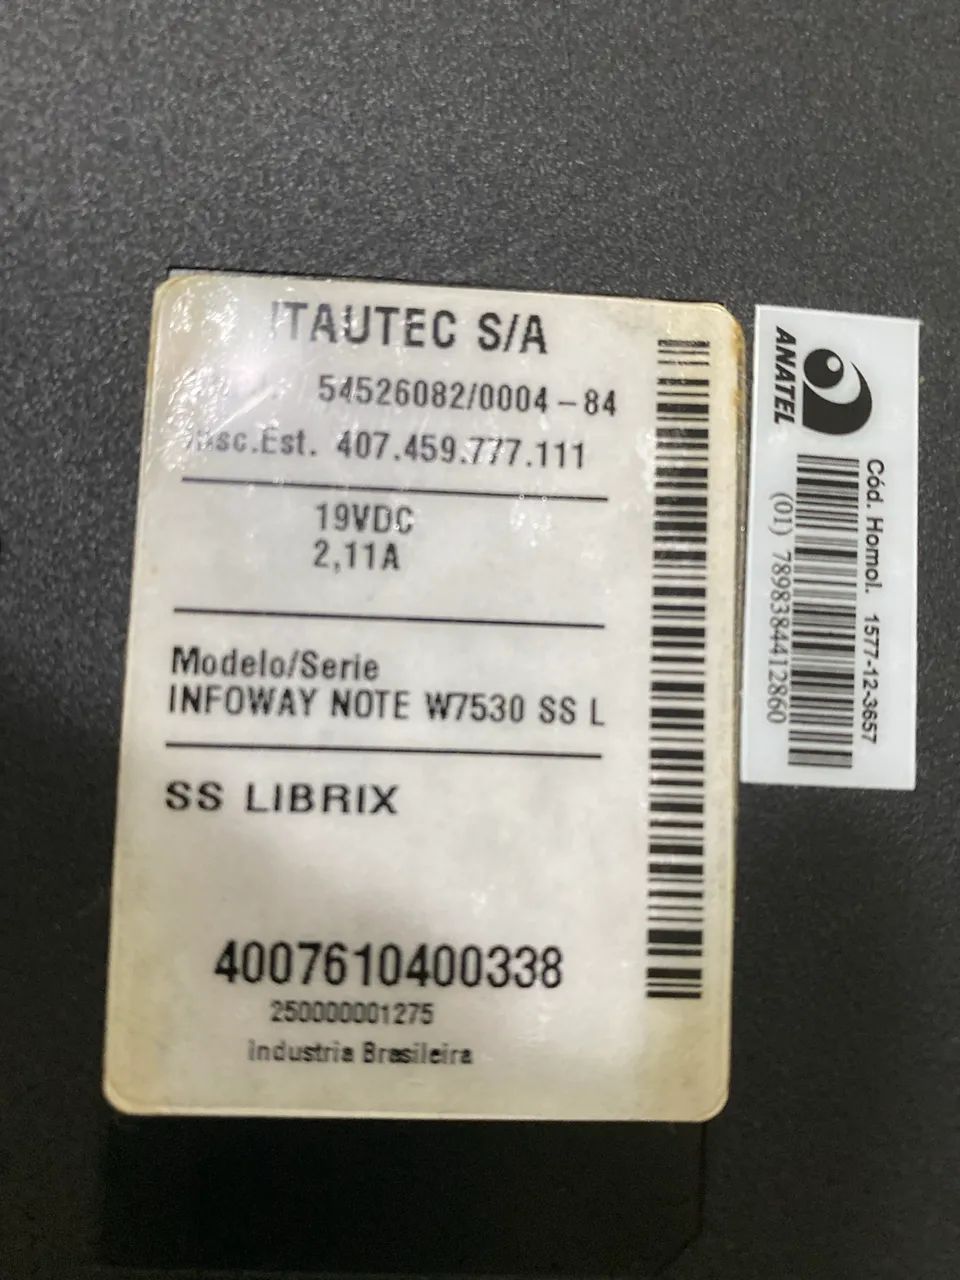 ITAUTEC S/A
54526082/0004-84
Insc.Est. 407.459.777.111
19VDC
2,11A
Modelo/Serie
INFOWAY NOTE W7530 SS L
SS LIBRIX
4007610400338
250000001275
Industria Brasileira
ANATEL
Cód. Homol. 1577-12-3657
(01) 7898384412860